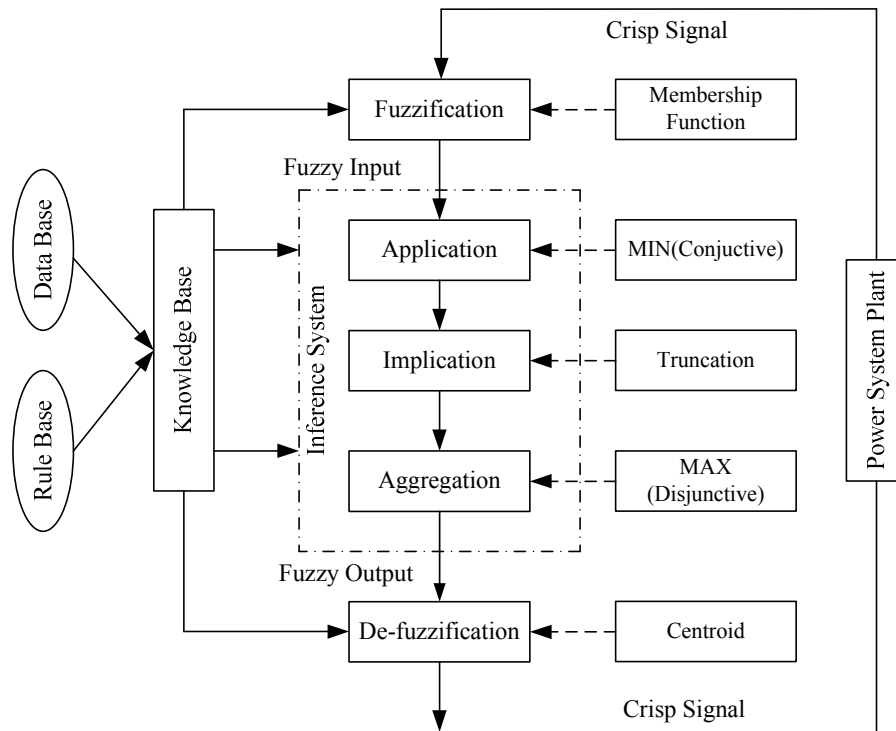 Crisp Signal
Fuzzification
Membership
Function
Fuzzy Input
Data Base
Rule Base
Knowledge Base
Inference System
Application
MIN(Conjuctive)
Implication
Truncation
Aggregation
MAX
(Disjunctive)
Power System Plant
Fuzzy Output
De-fuzzification
Centroid
Crisp Signal